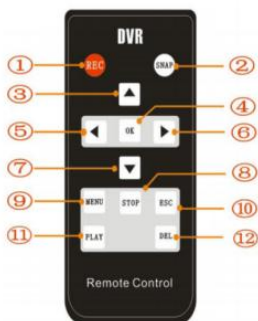 DVR
① REC SNAP ②
③
④
⑤ OK ⑥
⑦
⑧
⑨ MENU STOP ESC ⑩
⑪ PLAY DEL ⑫
Remote Control